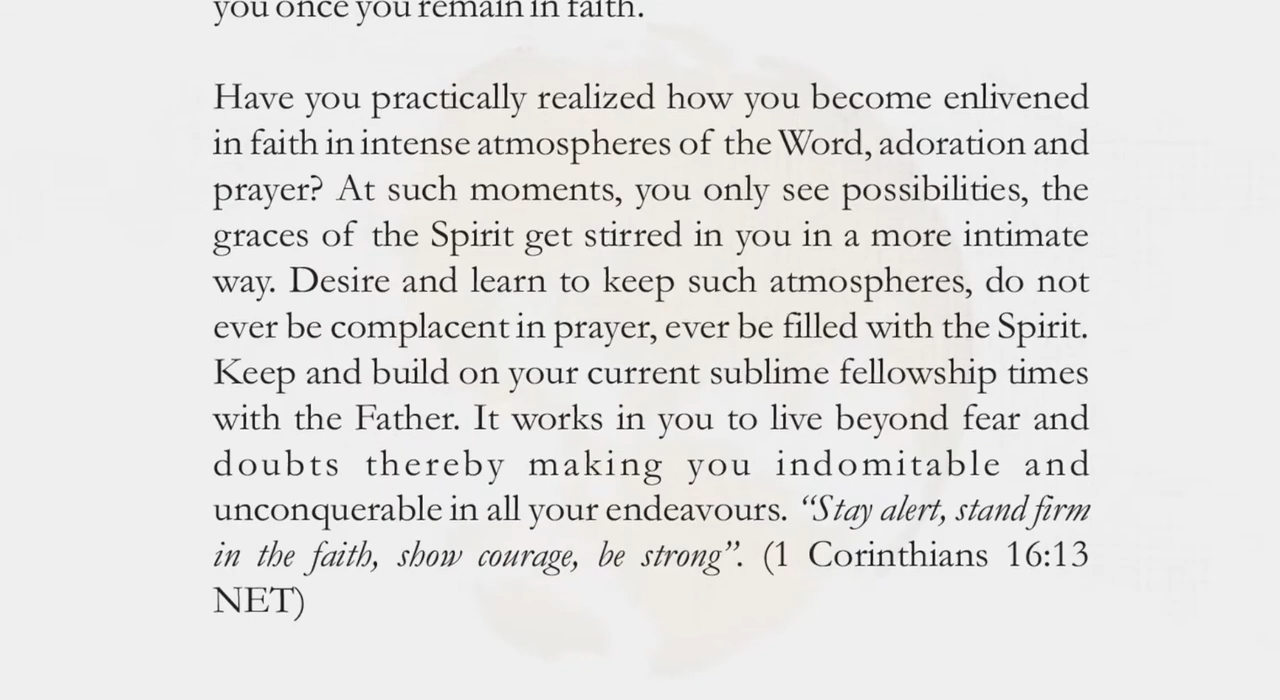 you once you remain in faith.
Have you practically realized how you become enlivened
in faith in intense atmospheres of the Word, adoration and
prayer? At such moments, you only see possibilities, the
graces of the Spirit get stirred in you in a more intimate
way. Desire and learn to keep such atmospheres, do not
ever be complacent in prayer, ever be filled with the Spirit.
Keep and build on your current sublime fellowship times
with the Father. It works in you to live beyond fear and
doubts thereby making you indomitable and
unconquerable in all your endeavours. “Stay alert, stand firm
in the faith, show courage, be strong”. (1 Corinthians 16:13
NET)